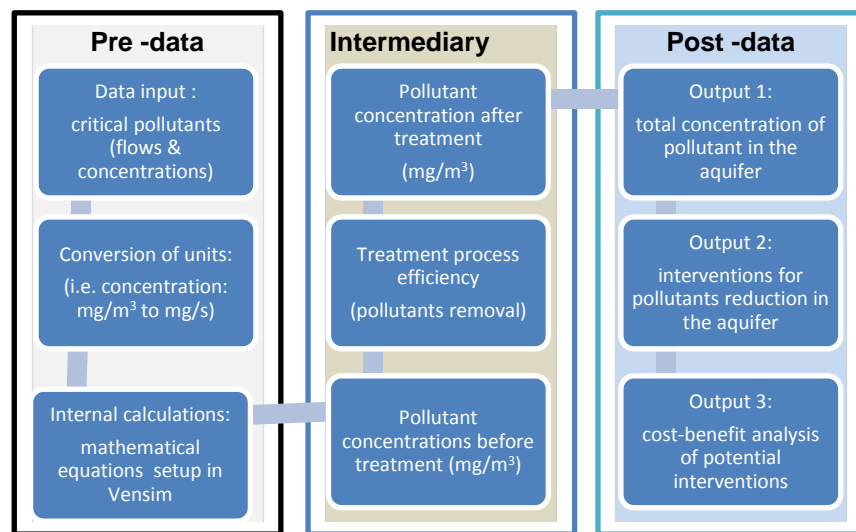 Pre -data
Data input :
critical pollutants
(flows &
concentrations)
Conversion of units:
(i.e. concentration:
mg/m³ to mg/s)
Internal calculations:
mathematical
equations setup in
Vensim
Intermediary
Pollutant
concentration after
treatment
(mg/m³)
Treatment process
efficiency
(pollutants removal)
Pollutant
concentrations before
treatment (mg/m³)
Post -data
Output 1:
total concentration of
pollutant in the
aquifer
Output 2:
interventions for
pollutants reduction in
the aquifer
Output 3:
cost-benefit analysis
of potential
interventions